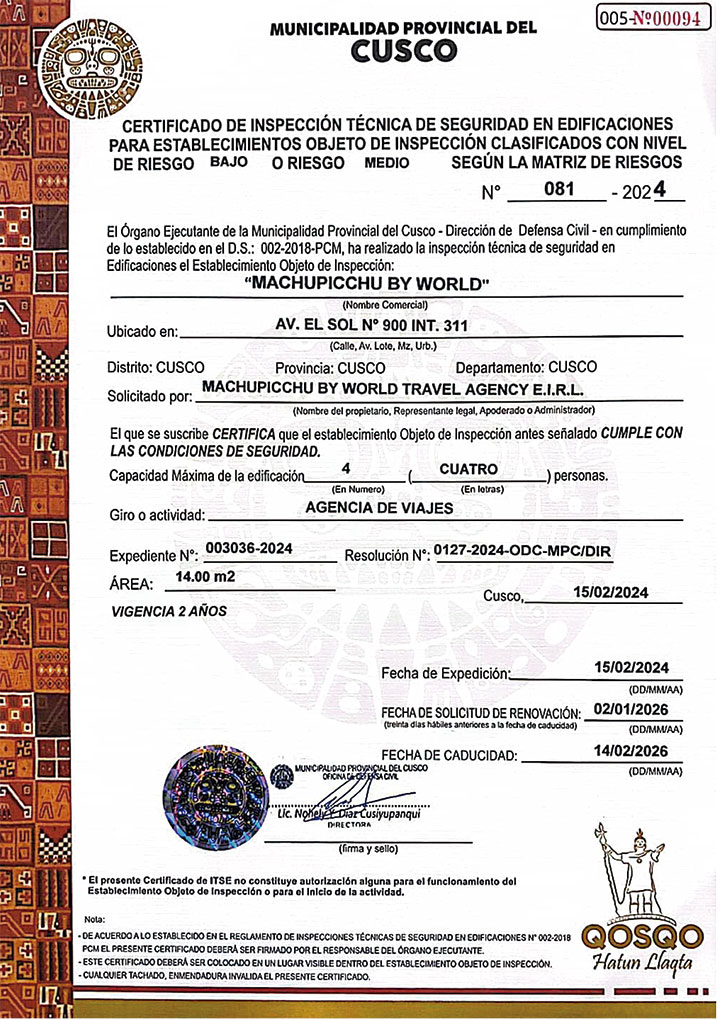 005-Nº00094
MUNICIPALIDAD PROVINCIAL DEL
CUSCO
CERTIFICADO DE INSPECCIÓN TÉCNICA DE SEGURIDAD EN EDIFICACIONES
PARA ESTABLECIMIENTOS OBJETO DE INSPECCIÓN CLASIFICADOS CON NIVEL
DE RIESGO BAJO O RIESGO MEDIO SEGÚN LA MATRIZ DE RIESGOS
N° 081 - 2024
El Órgano Ejecutante de la Municipalidad Provincial del Cusco - Dirección de Defensa Civil - en cumplimiento
de lo establecido en el D.S.: 002-2018-PCM, ha realizado la inspección técnica de seguridad en
Edificaciones el Establecimiento Objeto de Inspección:
"MACHUPICCHU BY WORLD"
(Nombre Comercial)
Ubicado en: AV. EL SOL Nº 900 INT. 311
(Calle, Av. Lote, Mz, Urb.)
Distrito: CUSCO Provincia: CUSCO Departamento: CUSCO
Solicitado por: MACHUPICCHU BY WORLD TRAVEL AGENCY E.I.R.L.
(Nombre del propietario, Representante legal, Apoderado o Administrador)
El que se suscribe CERTIFICA que el establecimiento Objeto de Inspección antes señalado CUMPLE CON
LAS CONDICIONES DE SEGURIDAD.
Capacidad Máxima de la edificación 4 ( CUATRO ) personas.
(En Numero) (En letras)
Giro o actividad: AGENCIA DE VIAJES
Expediente N°: 003036-2024 Resolución N°: 0127-2024-ODC-MPC/DIR
ÁREA: 14.00 m2
Cusco, 15/02/2024
VIGENCIA 2 AÑOS
Fecha de Expedición: 15/02/2024
(DD/MM/AA)
FECHA DE SOLICITUD DE RENOVACIÓN: 02/01/2026
(treinta días hábiles anteriores a la fecha de caducidad) (DD/MM/AA)
FECHA DE CADUCIDAD: 14/02/2026
(DD/MM/AA)
MUNICIPALIDAD PROVINCIAL DEL CUSCO
OFICINA DE DEFENSA CIVIL
Lic. Nohely Y. Diaz Cusiyupanqui
DIRECTORA
(firma y sello)
* El presente Certificado de ITSE no constituye autorización alguna para el funcionamiento del
Establecimiento Objeto de Inspección o para el inicio de la actividad.
Nota:
- DE ACUERDO A LO ESTABLECIDO EN EL REGLAMENTO DE INSPECCIONES TÉCNICAS DE SEGURIDAD EN EDIFICACIONES N° 002-2018
PCM EL PRESENTE CERTIFICADO DEBERÁ SER FIRMADO POR EL RESPONSABLE DEL ÓRGANO EJECUTANTE.
- ESTE CERTIFICADO DEBERÁ SER COLOCADO EN UN LUGAR VISIBLE DENTRO DEL ESTABLECIMIENTO OBJETO DE INSPECCIÓN.
- CUALQUIER TACHADO, ENMENDADURA INVALIDA EL PRESENTE CERTIFICADO.
QOSQO
Hatun Llaqta